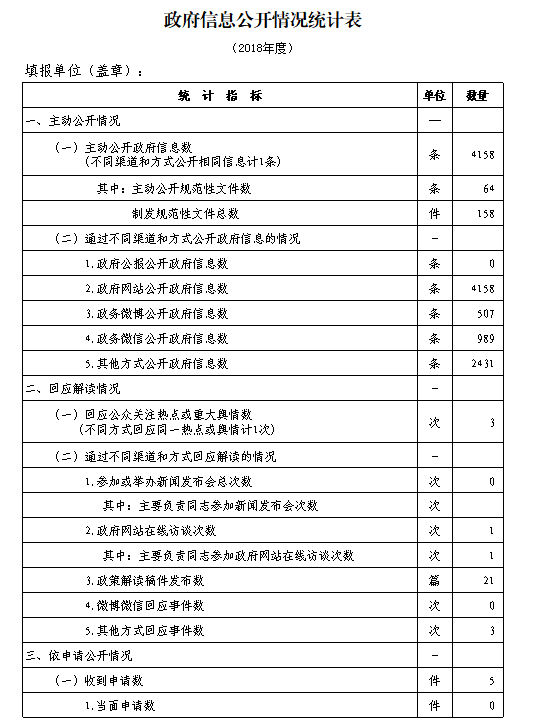 政府信息公开情况统计表
（2018年度）
填报单位（盖章）：
统 计 指 标 单位 数量
一、主动公开情况 —
（一）主动公开政府信息数
(不同渠道和方式公开相同信息计1条) 条 4158
其中：主动公开规范性文件数 条 64
制发规范性文件总数 件 158
（二）通过不同渠道和方式公开政府信息的情况 -
1.政府公报公开政府信息数 条 0
2.政府网站公开政府信息数 条 4158
3.政务微博公开政府信息数 条 507
4.政务微信公开政府信息数 条 989
5.其他方式公开政府信息数 条 2431
二、回应解读情况 -
（一）回应公众关注热点或重大舆情数
(不同方式回应同一热点或舆情计1次) 次 3
（二）通过不同渠道和方式回应解读的情况 -
1.参加或举办新闻发布会总次数 次 0
其中：主要负责同志参加新闻发布会次数 次
2.政府网站在线访谈次数 次 1
其中：主要负责同志参加政府网站在线访谈次数 次 1
3.政策解读稿件发布数 篇 21
4.微博微信回应事件数 次 0
5.其他方式回应事件数 次 3
三、依申请公开情况 -
（一）收到申请数 件 5
1.当面申请数 件 0